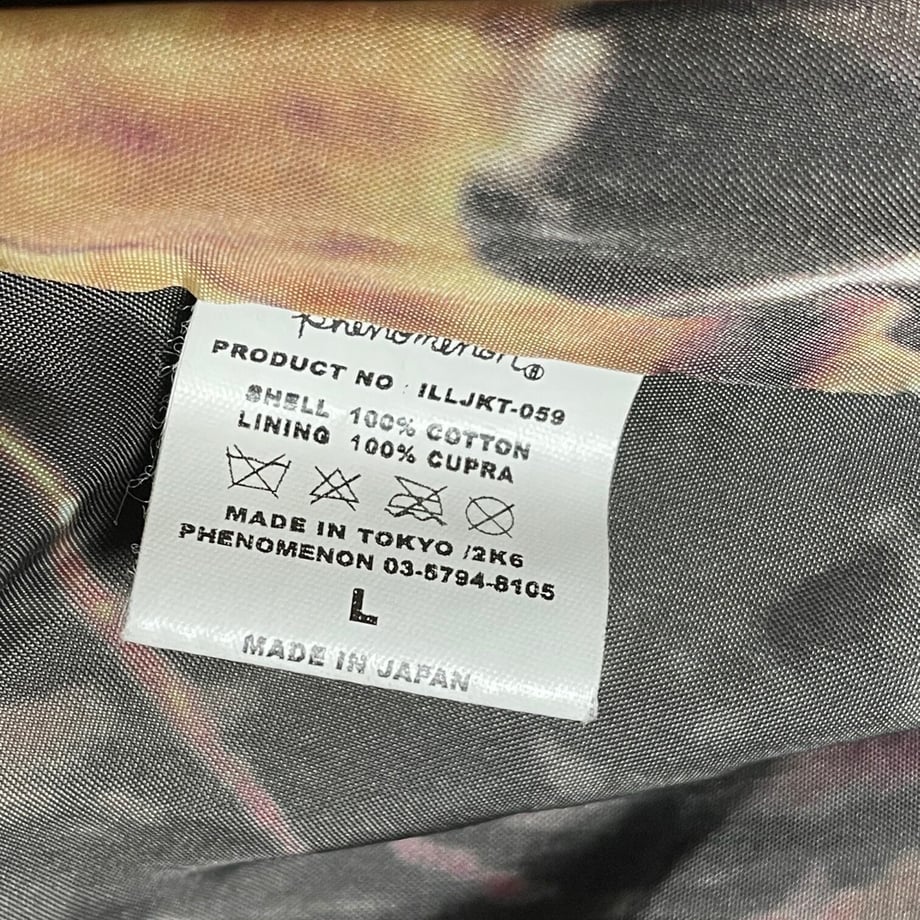 phenomenon®
PRODUCT NO : ILLJKT-059
SHELL 100% COTTON
LINING 100% CUPRA
MADE IN TOKYO /2K6
PHENOMENON 03-5794-8105
L
MADE IN JAPAN